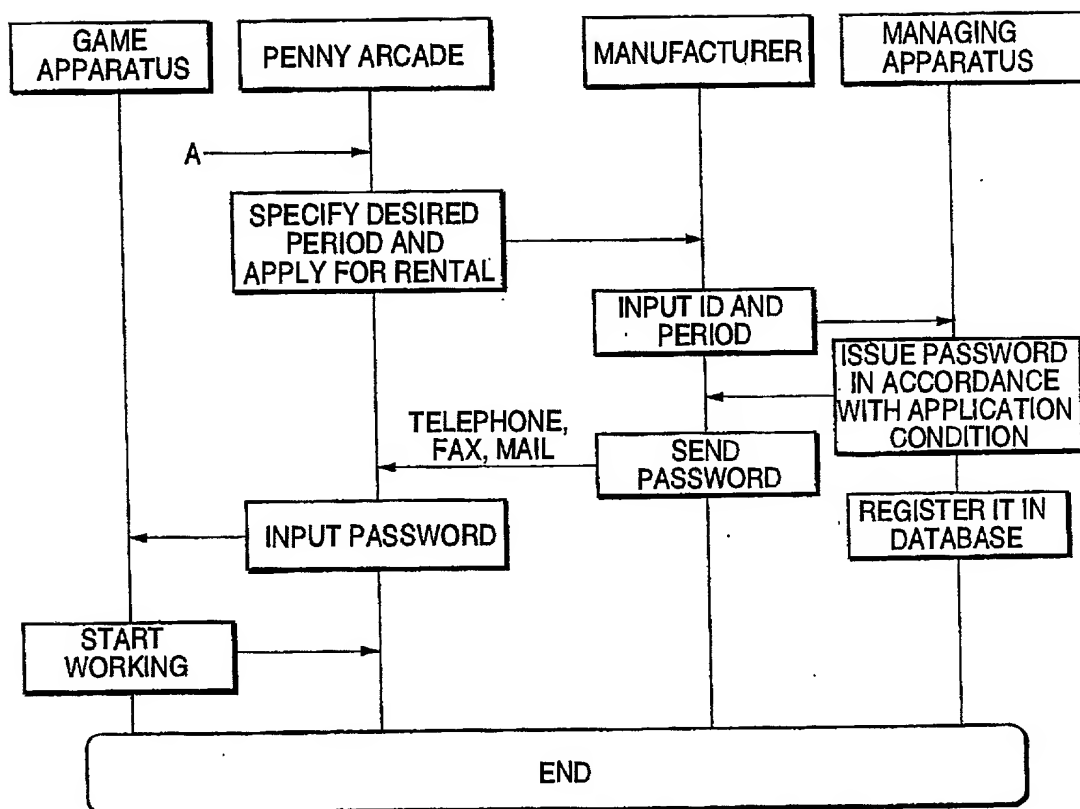 GAME
APPARATUS
PENNY ARCADE
MANUFACTURER
MANAGING
APPARATUS
A
SPECIFY DESIRED
PERIOD AND
APPLY FOR RENTAL
INPUT ID AND
PERIOD
ISSUE PASSWORD
IN ACCORDANCE
WITH APPLICATION
CONDITION
TELEPHONE,
FAX, MAIL
SEND
PASSWORD
REGISTER IT IN
DATABASE
INPUT PASSWORD
START
WORKING
END